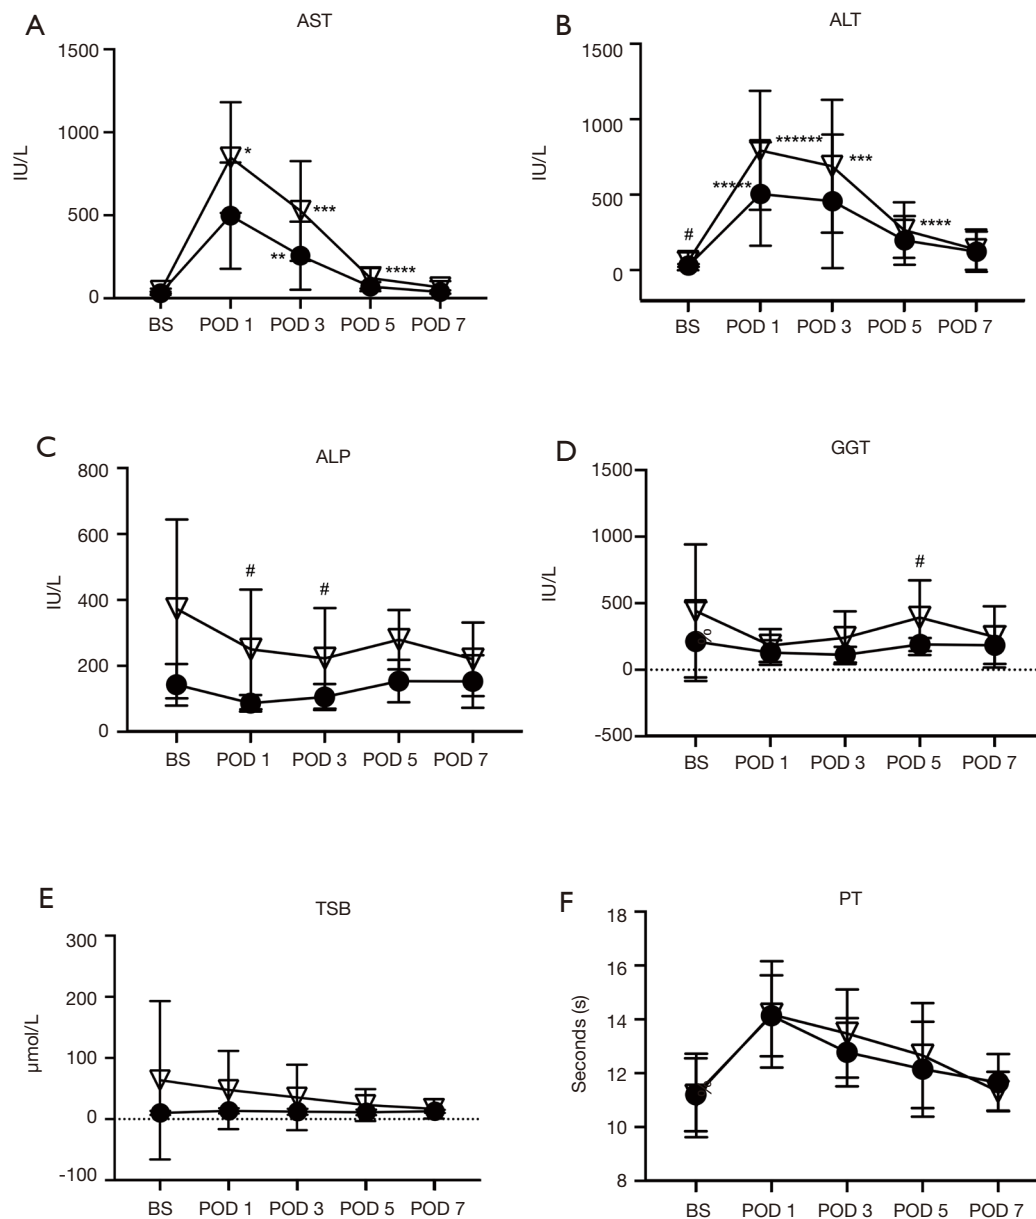 A
AST
1500
1000
500
0
IU/L
*
***
**
****
BS POD 1 POD 3 POD 5 POD 7
B
ALT
1500
1000
500
0
IU/L
#
*****
******
***
****
BS POD 1 POD 3 POD 5 POD 7
C
ALP
800
600
400
200
0
IU/L
#
#
BS POD 1 POD 3 POD 5 POD 7
D
GGT
1500
1000
500
0
-500
IU/L
%
#
BS POD 1 POD 3 POD 5 POD 7
E
TSB
300
200
100
0
-100
µmol/L
BS POD 1 POD 3 POD 5 POD 7
F
PT
18
16
14
12
10
8
Seconds (s)
%
BS POD 1 POD 3 POD 5 POD 7